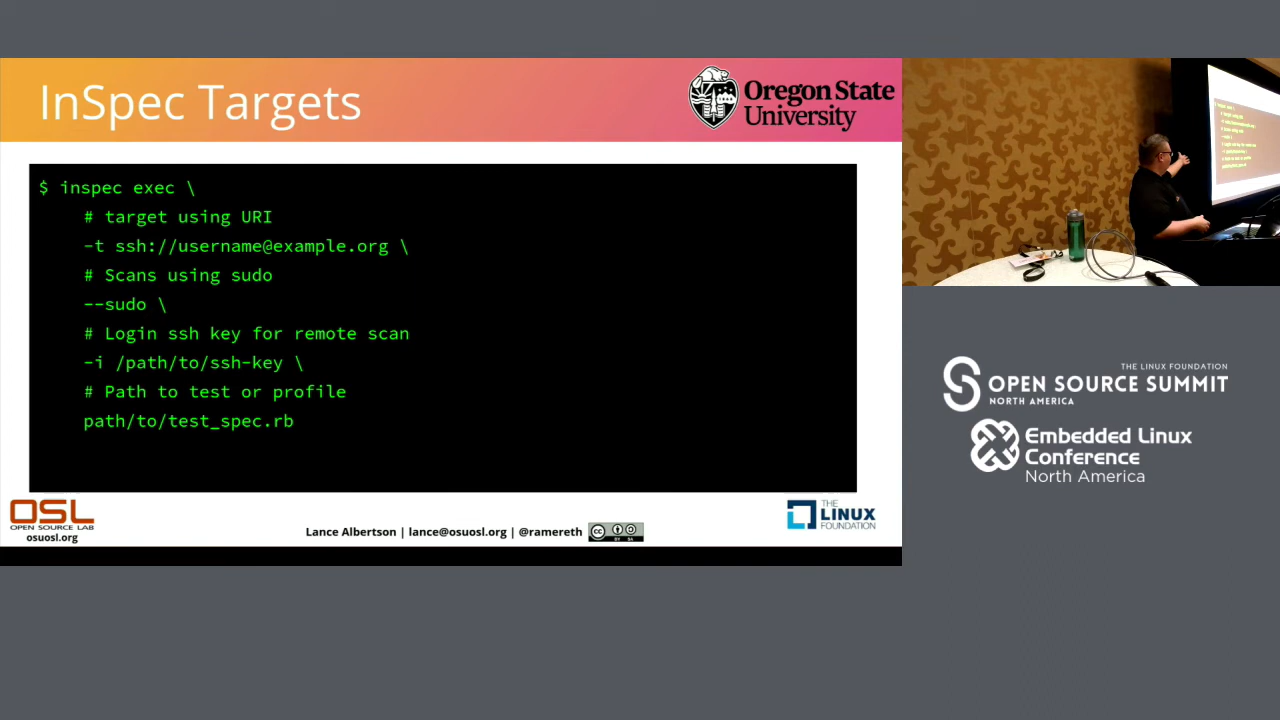 InSpec Targets
Oregon State
University
$ inspec exec \
# target using URI
-t ssh://username@example.org \
# Scans using sudo
--sudo \
# Login ssh key for remote scan
-i /path/to/ssh-key \
# Path to test or profile
path/to/test_spec.rb
OSL
OPEN SOURCE LAB
osuosl.org
Lance Albertson | lance@osuosl.org | @ramereth
cc
BY SA
THE
LINUX
FOUNDATION
THE LINUX FOUNDATION
OPEN SOURCE SUMMIT
NORTH AMERICA
Embedded Linux
Conference
North America